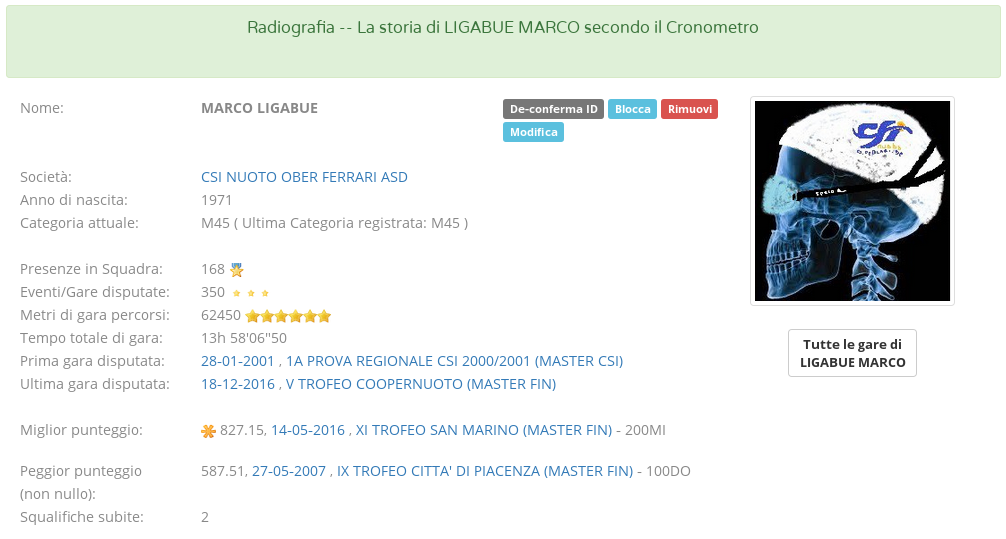 Radiografia -- La storia di LIGABUE MARCO secondo il Cronometro
Nome: MARCO LIGABUE De-conferma ID Blocca Rimuovi
Modifica
Società: CSI NUOTO OBER FERRARI ASD
Anno di nascita: 1971
Categoria attuale: M45 ( Ultima Categoria registrata: M45 )
Presenze in Squadra: 168
Eventi/Gare disputate: 350
Metri di gara percorsi: 62450
Tempo totale di gara: 13h 58'06"50
Prima gara disputata: 28-01-2001 , 1A PROVA REGIONALE CSI 2000/2001 (MASTER CSI)
Ultima gara disputata: 18-12-2016 , V TROFEO COOPERNUOTO (MASTER FIN)
Miglior punteggio: 827.15, 14-05-2016 , XI TROFEO SAN MARINO (MASTER FIN) - 200MI
Peggior punteggio 587.51, 27-05-2007 , IX TROFEO CITTA' DI PIACENZA (MASTER FIN) - 100DO
(non nullo):
Squalifiche subite: 2
csi
Tutte le gare di
LIGABUE MARCO